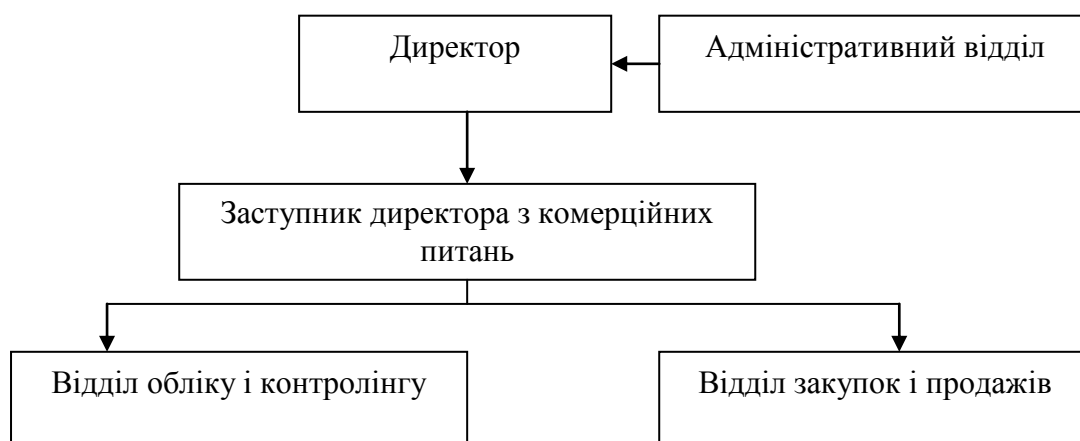 Директор
Адміністративний відділ
Заступник директора з комерційних
питань
Відділ обліку і контролінгу
Відділ закупок і продажів